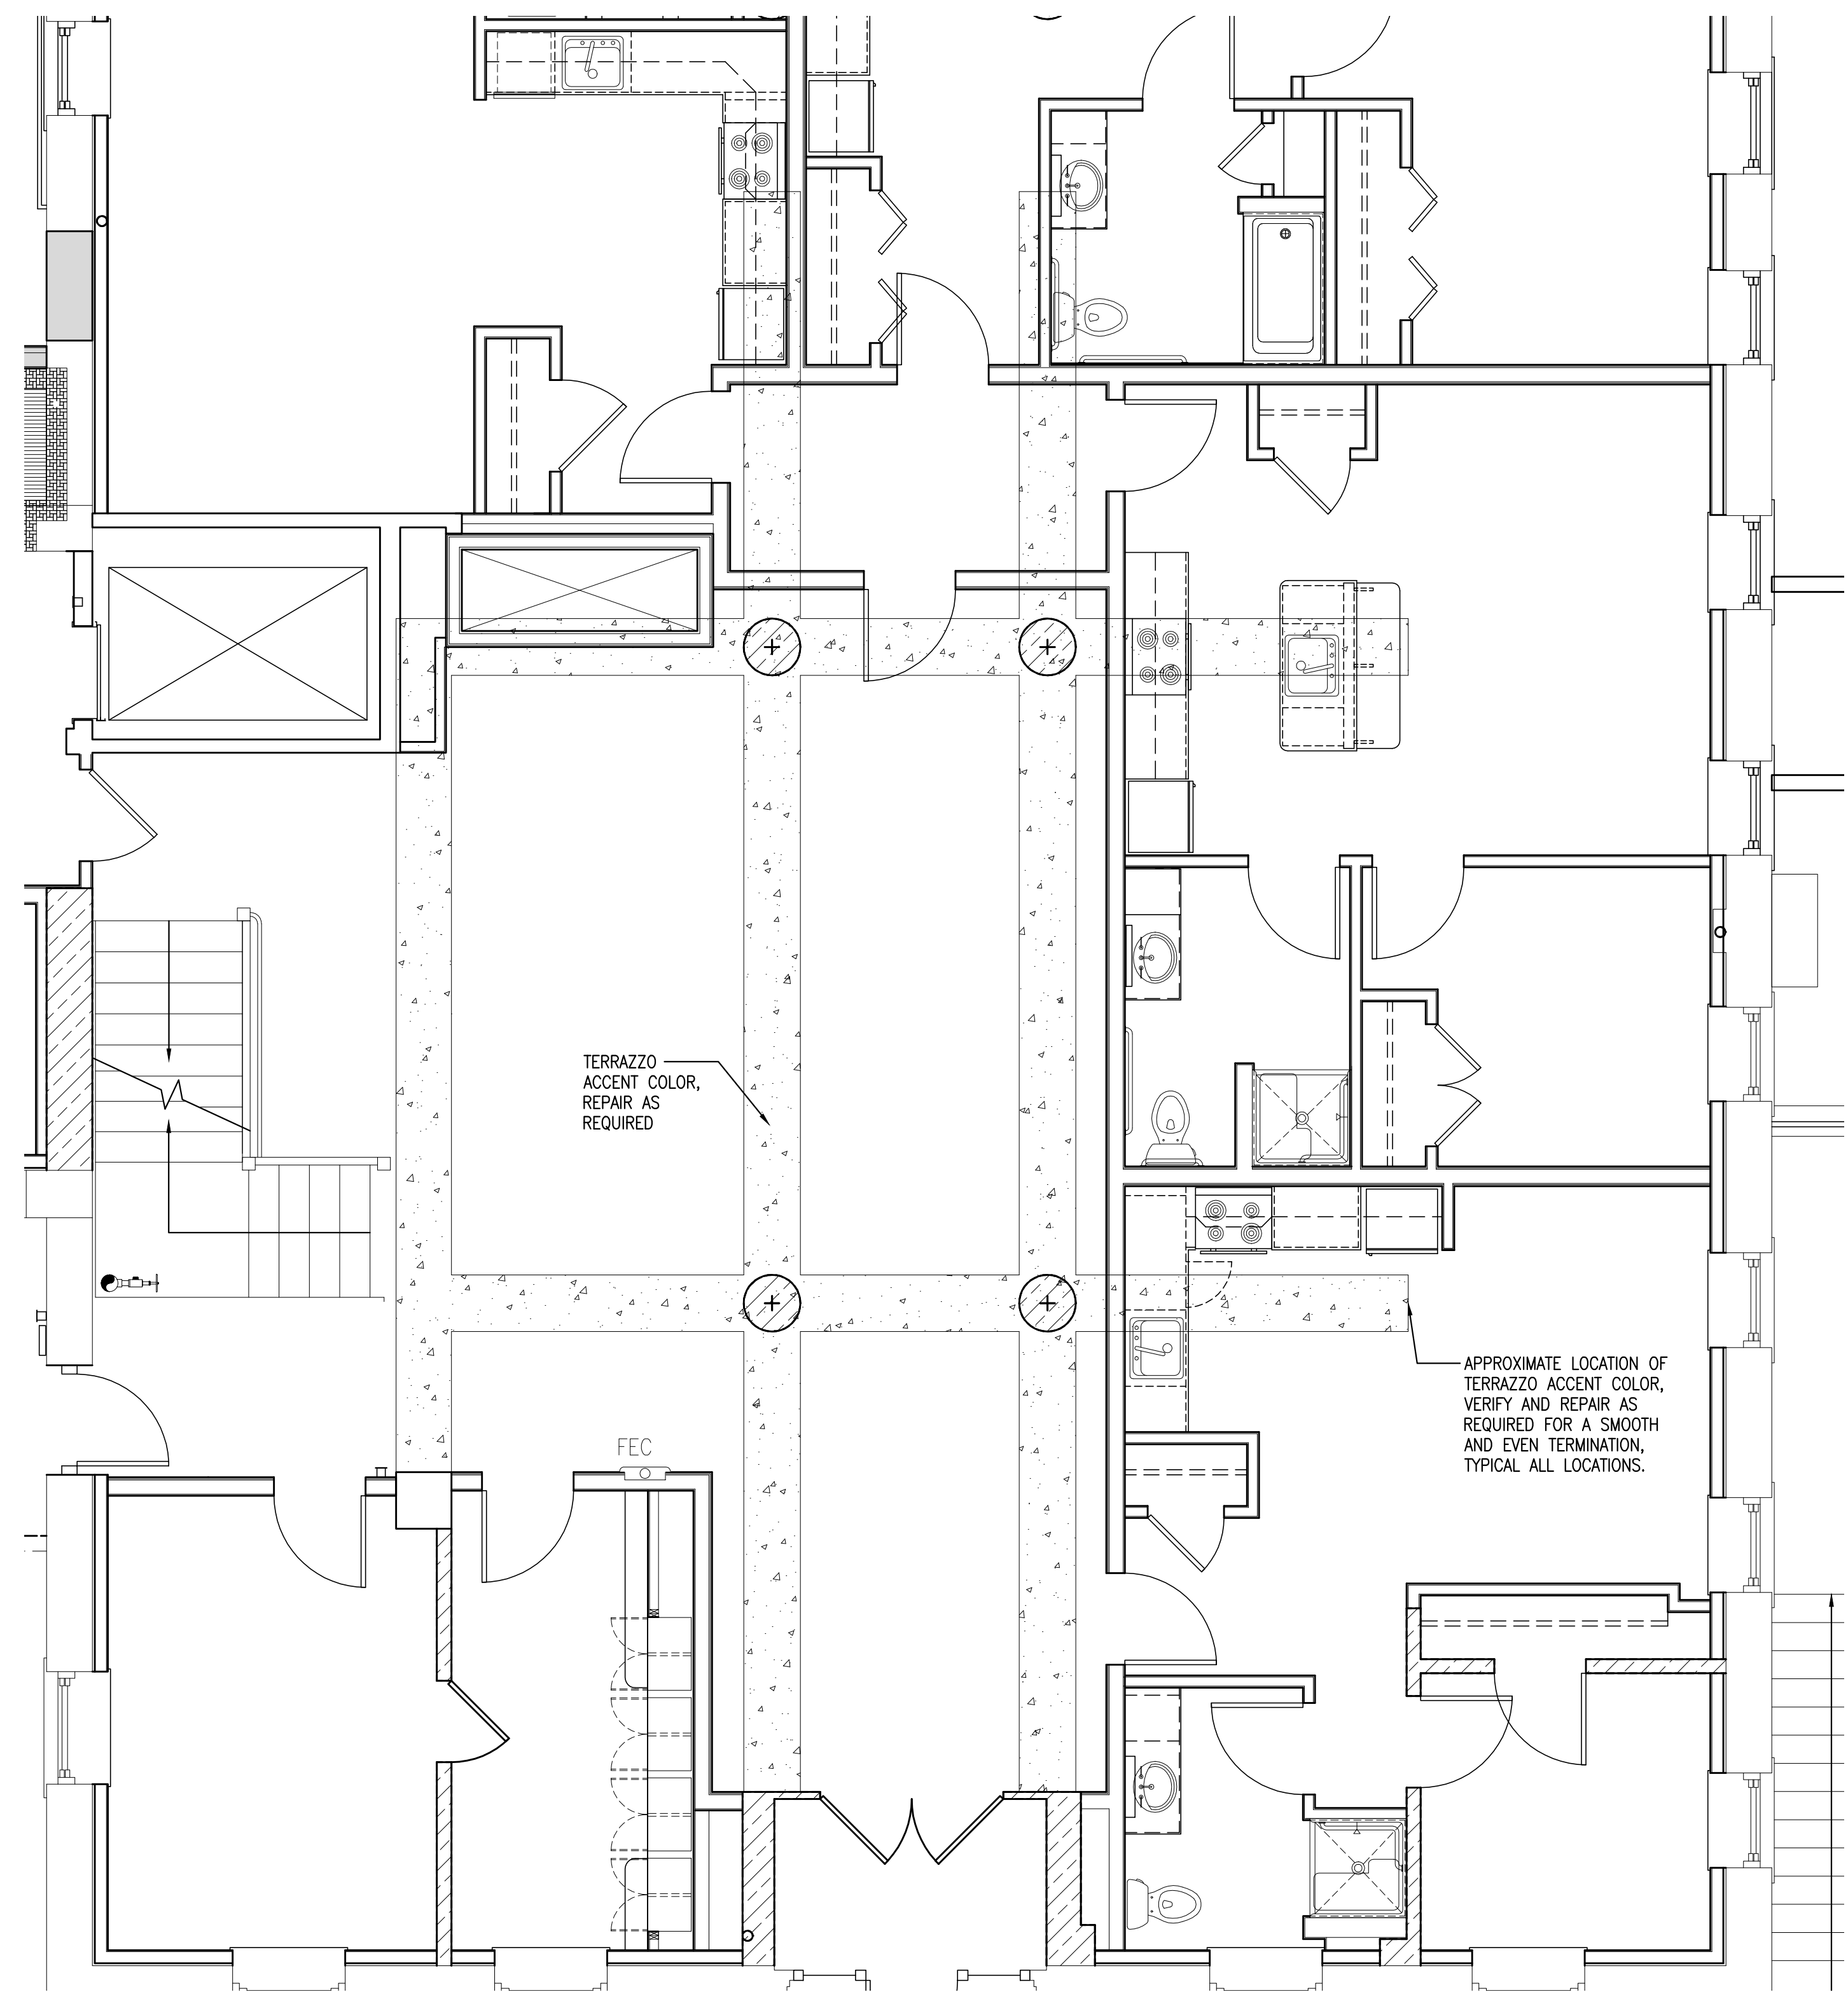 TERRAZZO
ACCENT COLOR,
REPAIR AS
REQUIRED
APPROXIMATE LOCATION OF
TERRAZZO ACCENT COLOR,
VERIFY AND REPAIR AS
REQUIRED FOR A SMOOTH
AND EVEN TERMINATION,
TYPICAL ALL LOCATIONS.
FEC